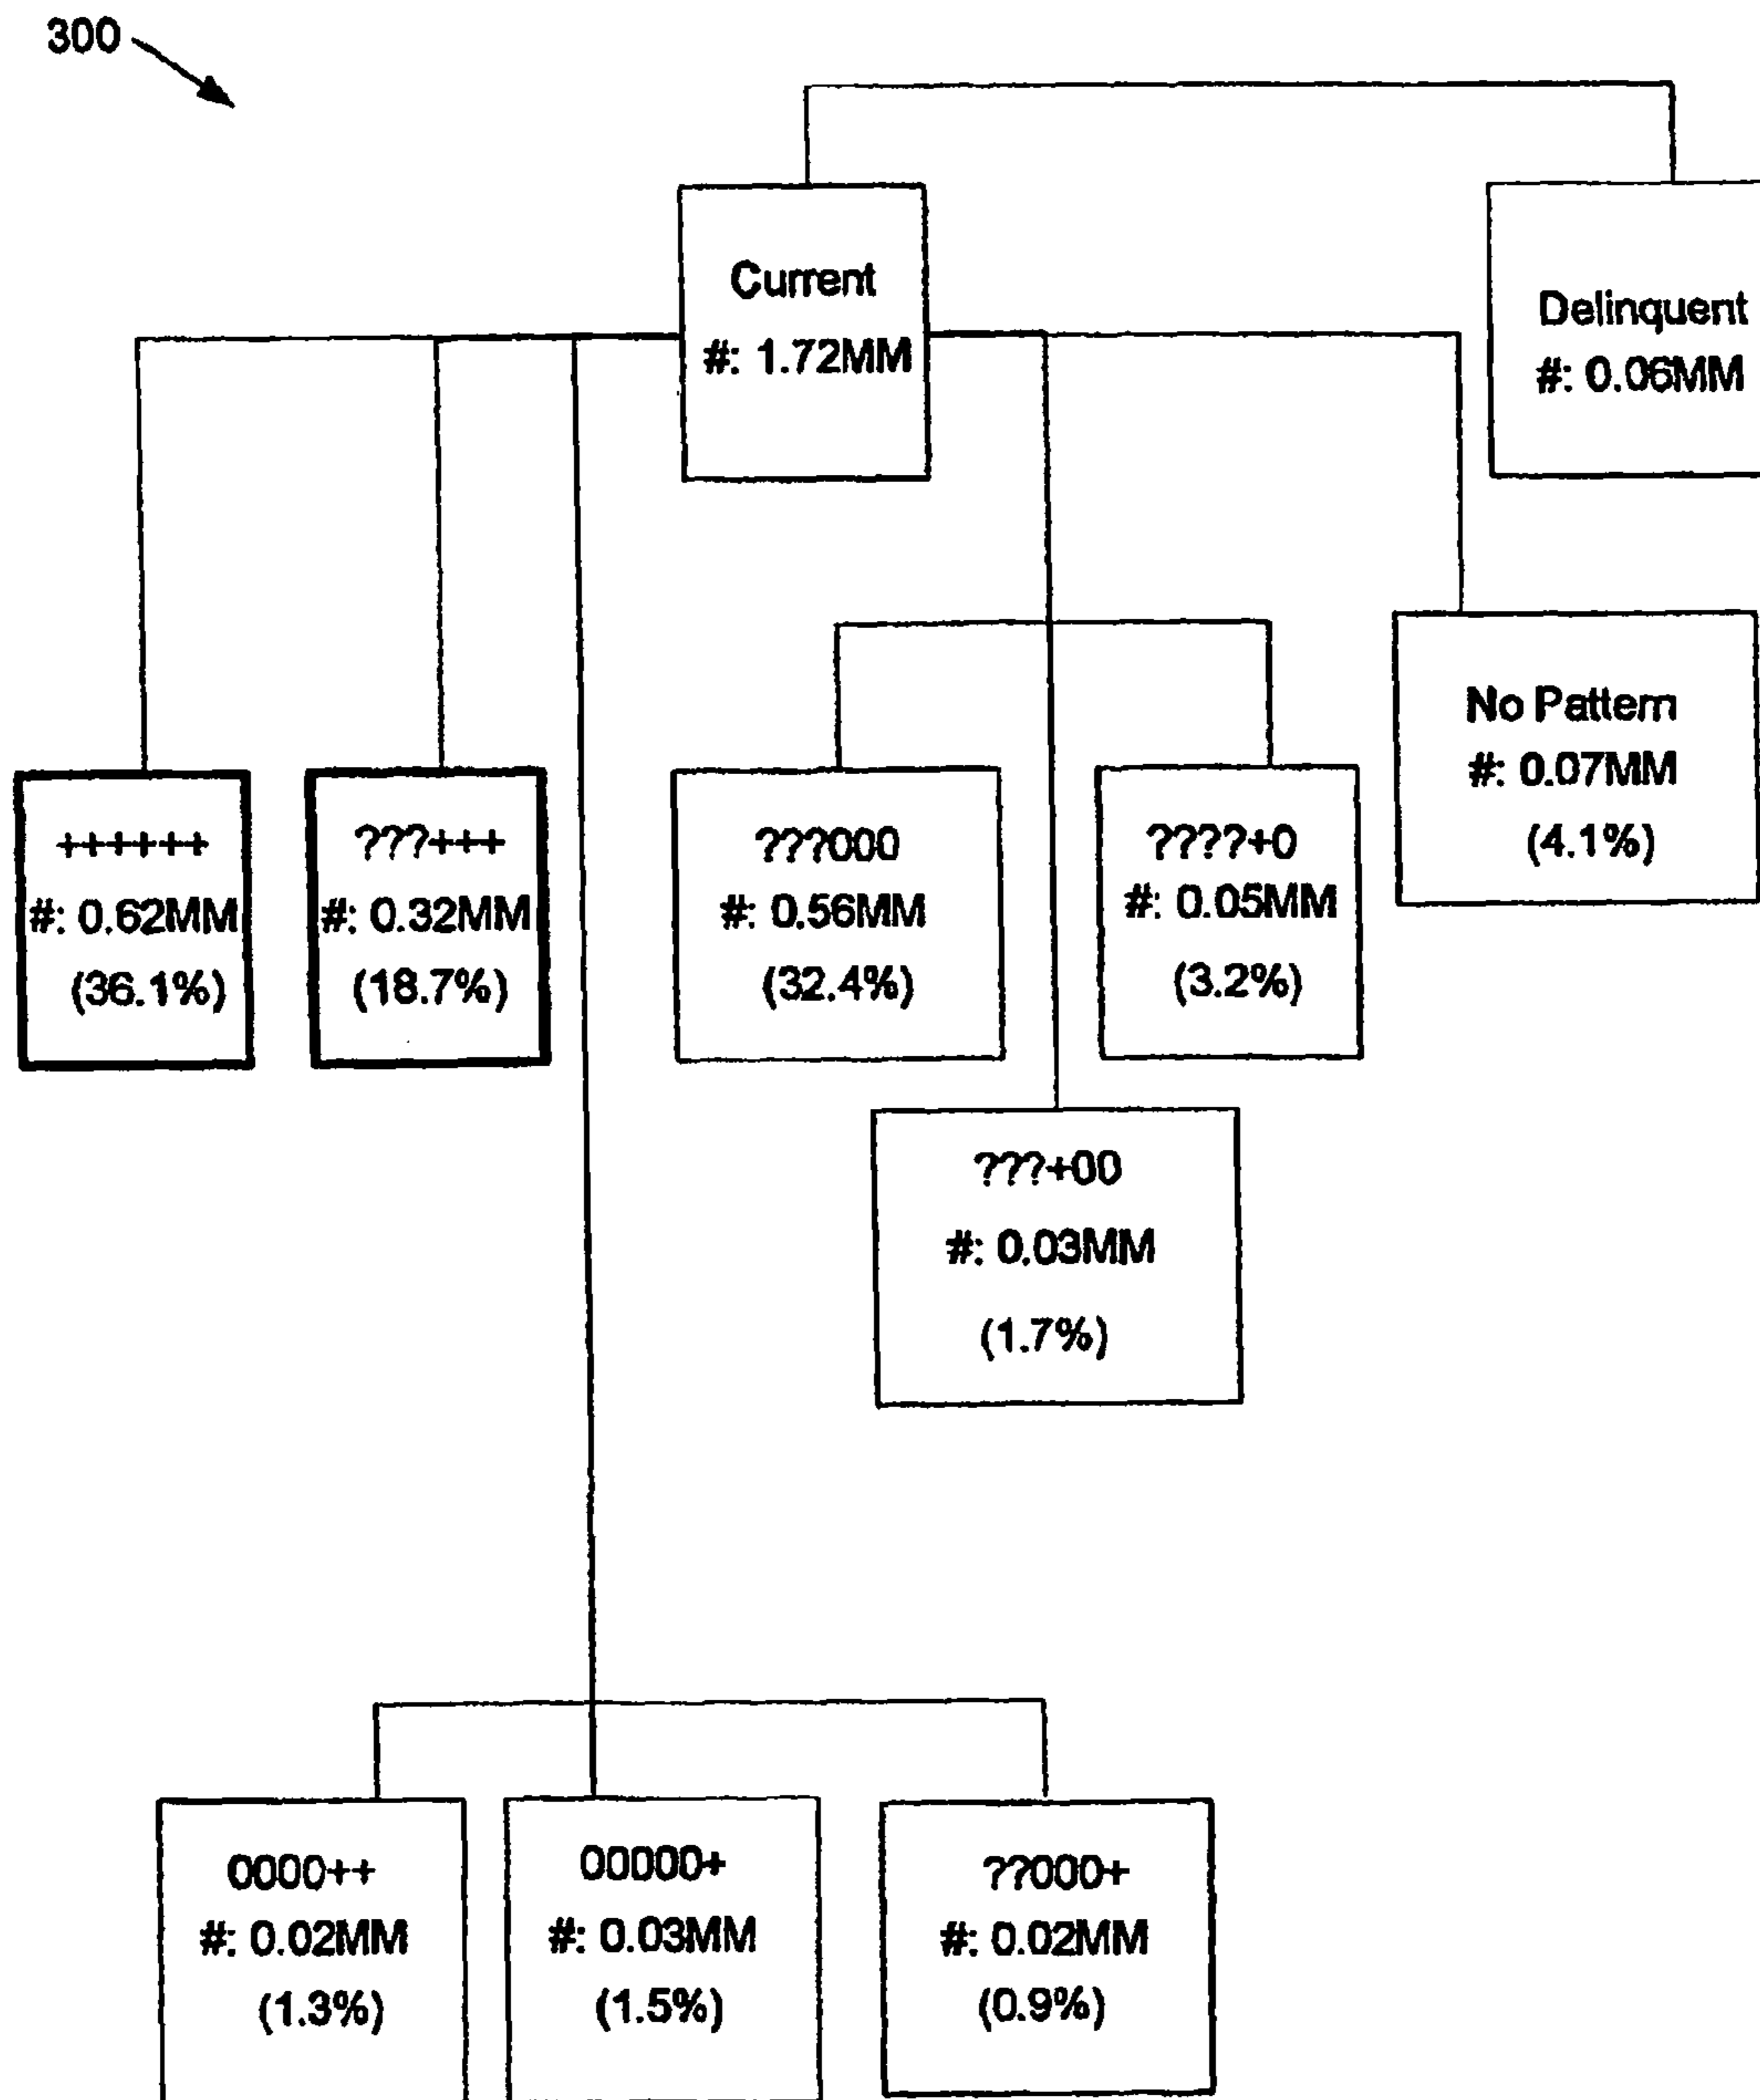 300
Current
#: 1.72MM
Delinquent
#: 0.06MM
No Pattern
#: 0.07MM
(4.1%)
++++++
#: 0.62MM
(36.1%)
???+++
#: 0.32MM
(18.7%)
???000
#: 0.56MM
(32.4%)
????+0
#: 0.05MM
(3.2%)
???+00
#: 0.03MM
(1.7%)
0000++
#: 0.02MM
(1.3%)
00000+
#: 0.03MM
(1.5%)
??000+
#: 0.02MM
(0.9%)